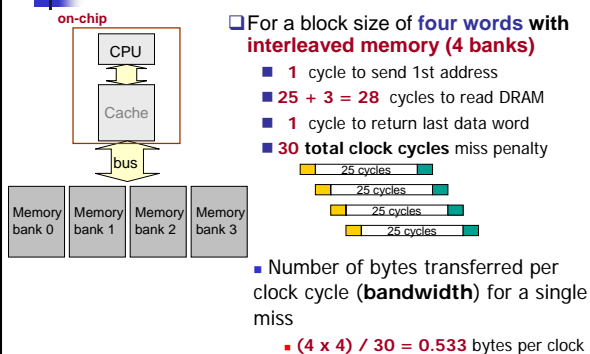 on-chip
CPU
Cache
bus
Memory bank 0
Memory bank 1
Memory bank 2
Memory bank 3
For a block size of four words with
interleaved memory (4 banks)
1 cycle to send 1st address
25 + 3 = 28 cycles to read DRAM
1 cycle to return last data word
30 total clock cycles miss penalty
25 cycles
25 cycles
25 cycles
25 cycles
Number of bytes transferred per
clock cycle (bandwidth) for a single
miss
(4 x 4) / 30 = 0.533 bytes per clock